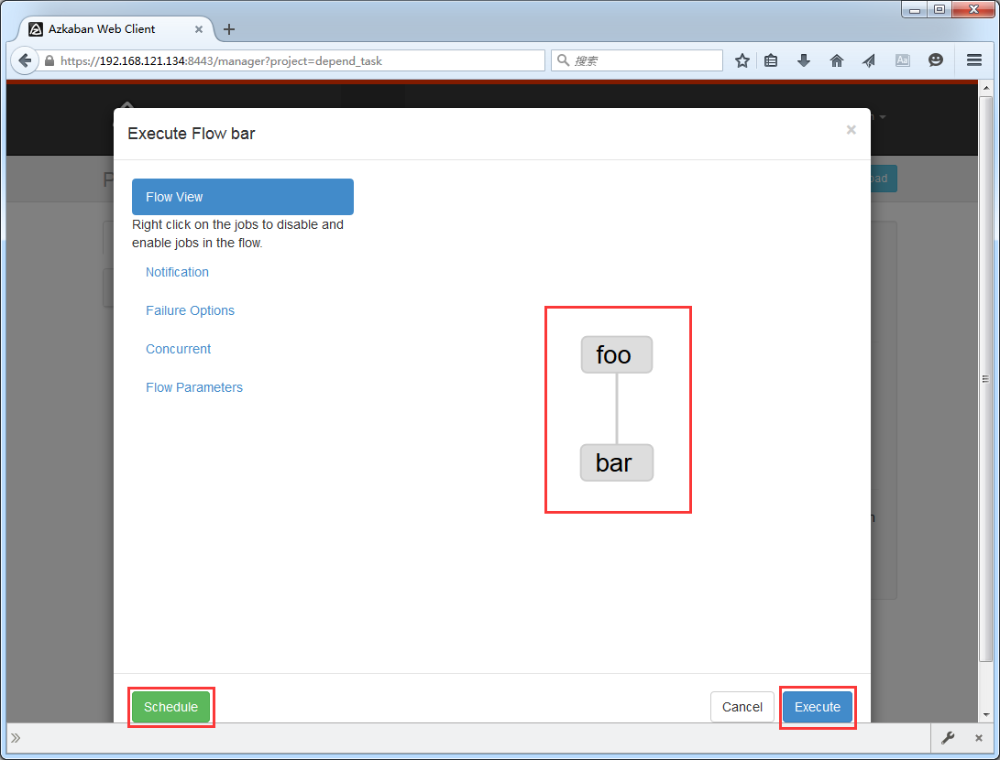 Azkaban Web Client
https://192.168.121.134:8443/manager?project=depend_task
搜索
Execute Flow bar
Flow View
Right click on the jobs to disable and
enable jobs in the flow.
Notification
Failure Options
Concurrent
Flow Parameters
foo
bar
Schedule
Cancel
Execute